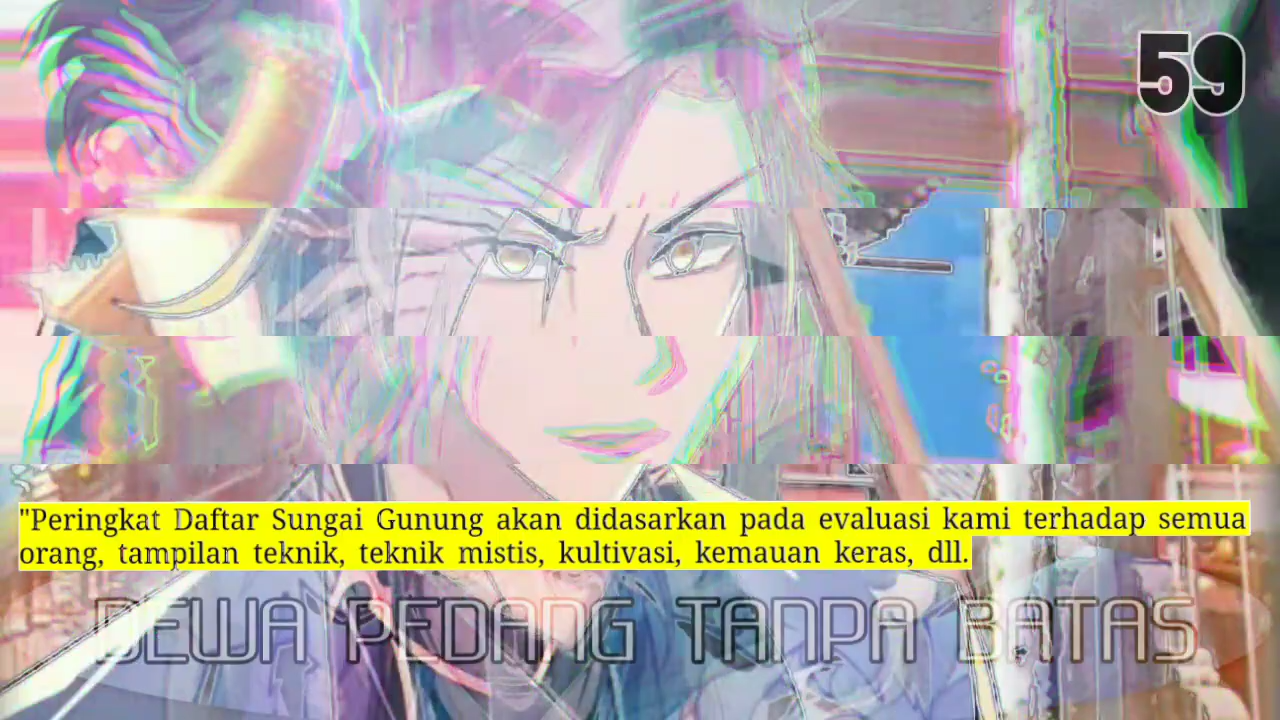 59
"Peringkat Daftar Sungai Gunung akan didasarkan pada evaluasi kami terhadap semua
orang, tampilan teknik, teknik mistis, kultivasi, kemauan keras, dll.
DEWA PEDANG TANPA BATAS